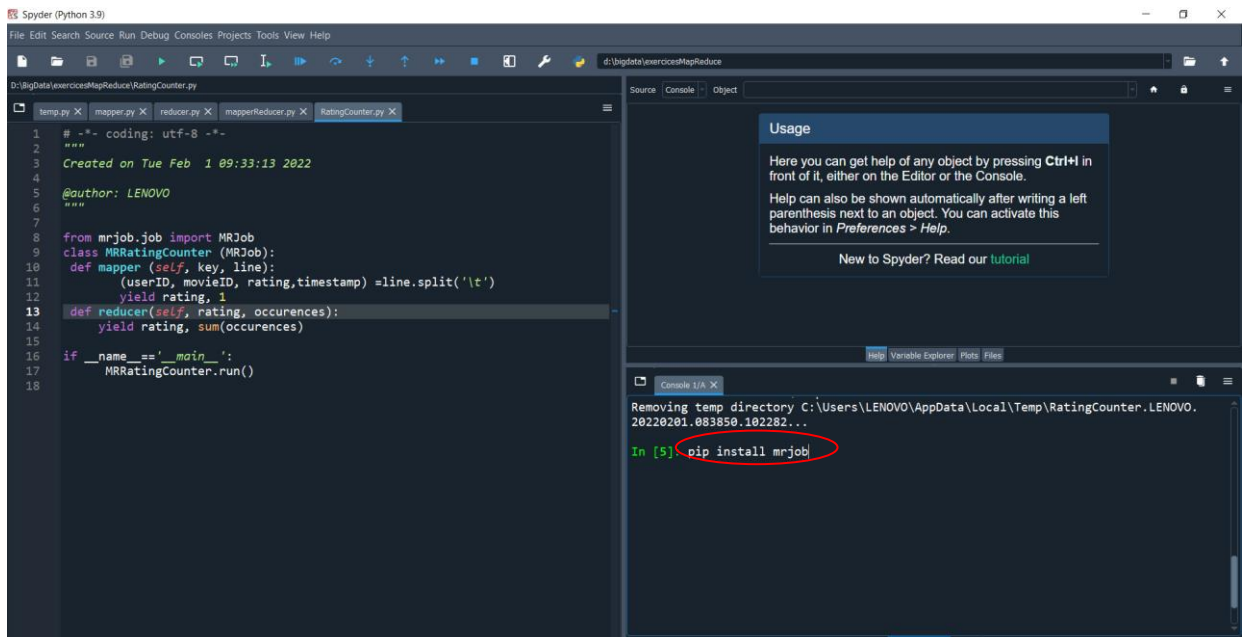 Spyder (Python 3.9)
File Edit Search Source Run Debug Consoles Projects Tools View Help
d:\bigdata\exercicesMapReduce
D:\BigData\exercicesMapReduce\RatingCounter.py
temp.py X mapper.py X reducer.py X mapperReducer.py X RatingCounter.py X
1 # -*- coding: utf-8 -*-
2 """
3 Created on Tue Feb  1 09:33:13 2022
4
5 @author: LENOVO
6 """
7
8 from mrjob.job import MRJob
9 class MRRatingCounter (MRJob):
10 def mapper (self, key, line):
11 (userID, movieID, rating,timestamp) =line.split('\t')
12 yield rating, 1
13 def reducer(self, rating, occurences):
14 yield rating, sum(occurences)
15
16 if __name__=='__main__':
17 MRRatingCounter.run()
18
Source Console Object
Usage
Here you can get help of any object by pressing Ctrl+I in
front of it, either on the Editor or the Console.
Help can also be shown automatically after writing a left
parenthesis next to an object. You can activate this
behavior in Preferences > Help.
New to Spyder? Read our tutorial
Help Variable Explorer Plots Files
Console 1/A X
Removing temp directory C:\Users\LENOVO\AppData\Local\Temp\RatingCounter.LENOVO.
20220201.083850.102282...
In [5]: pip install mrjob